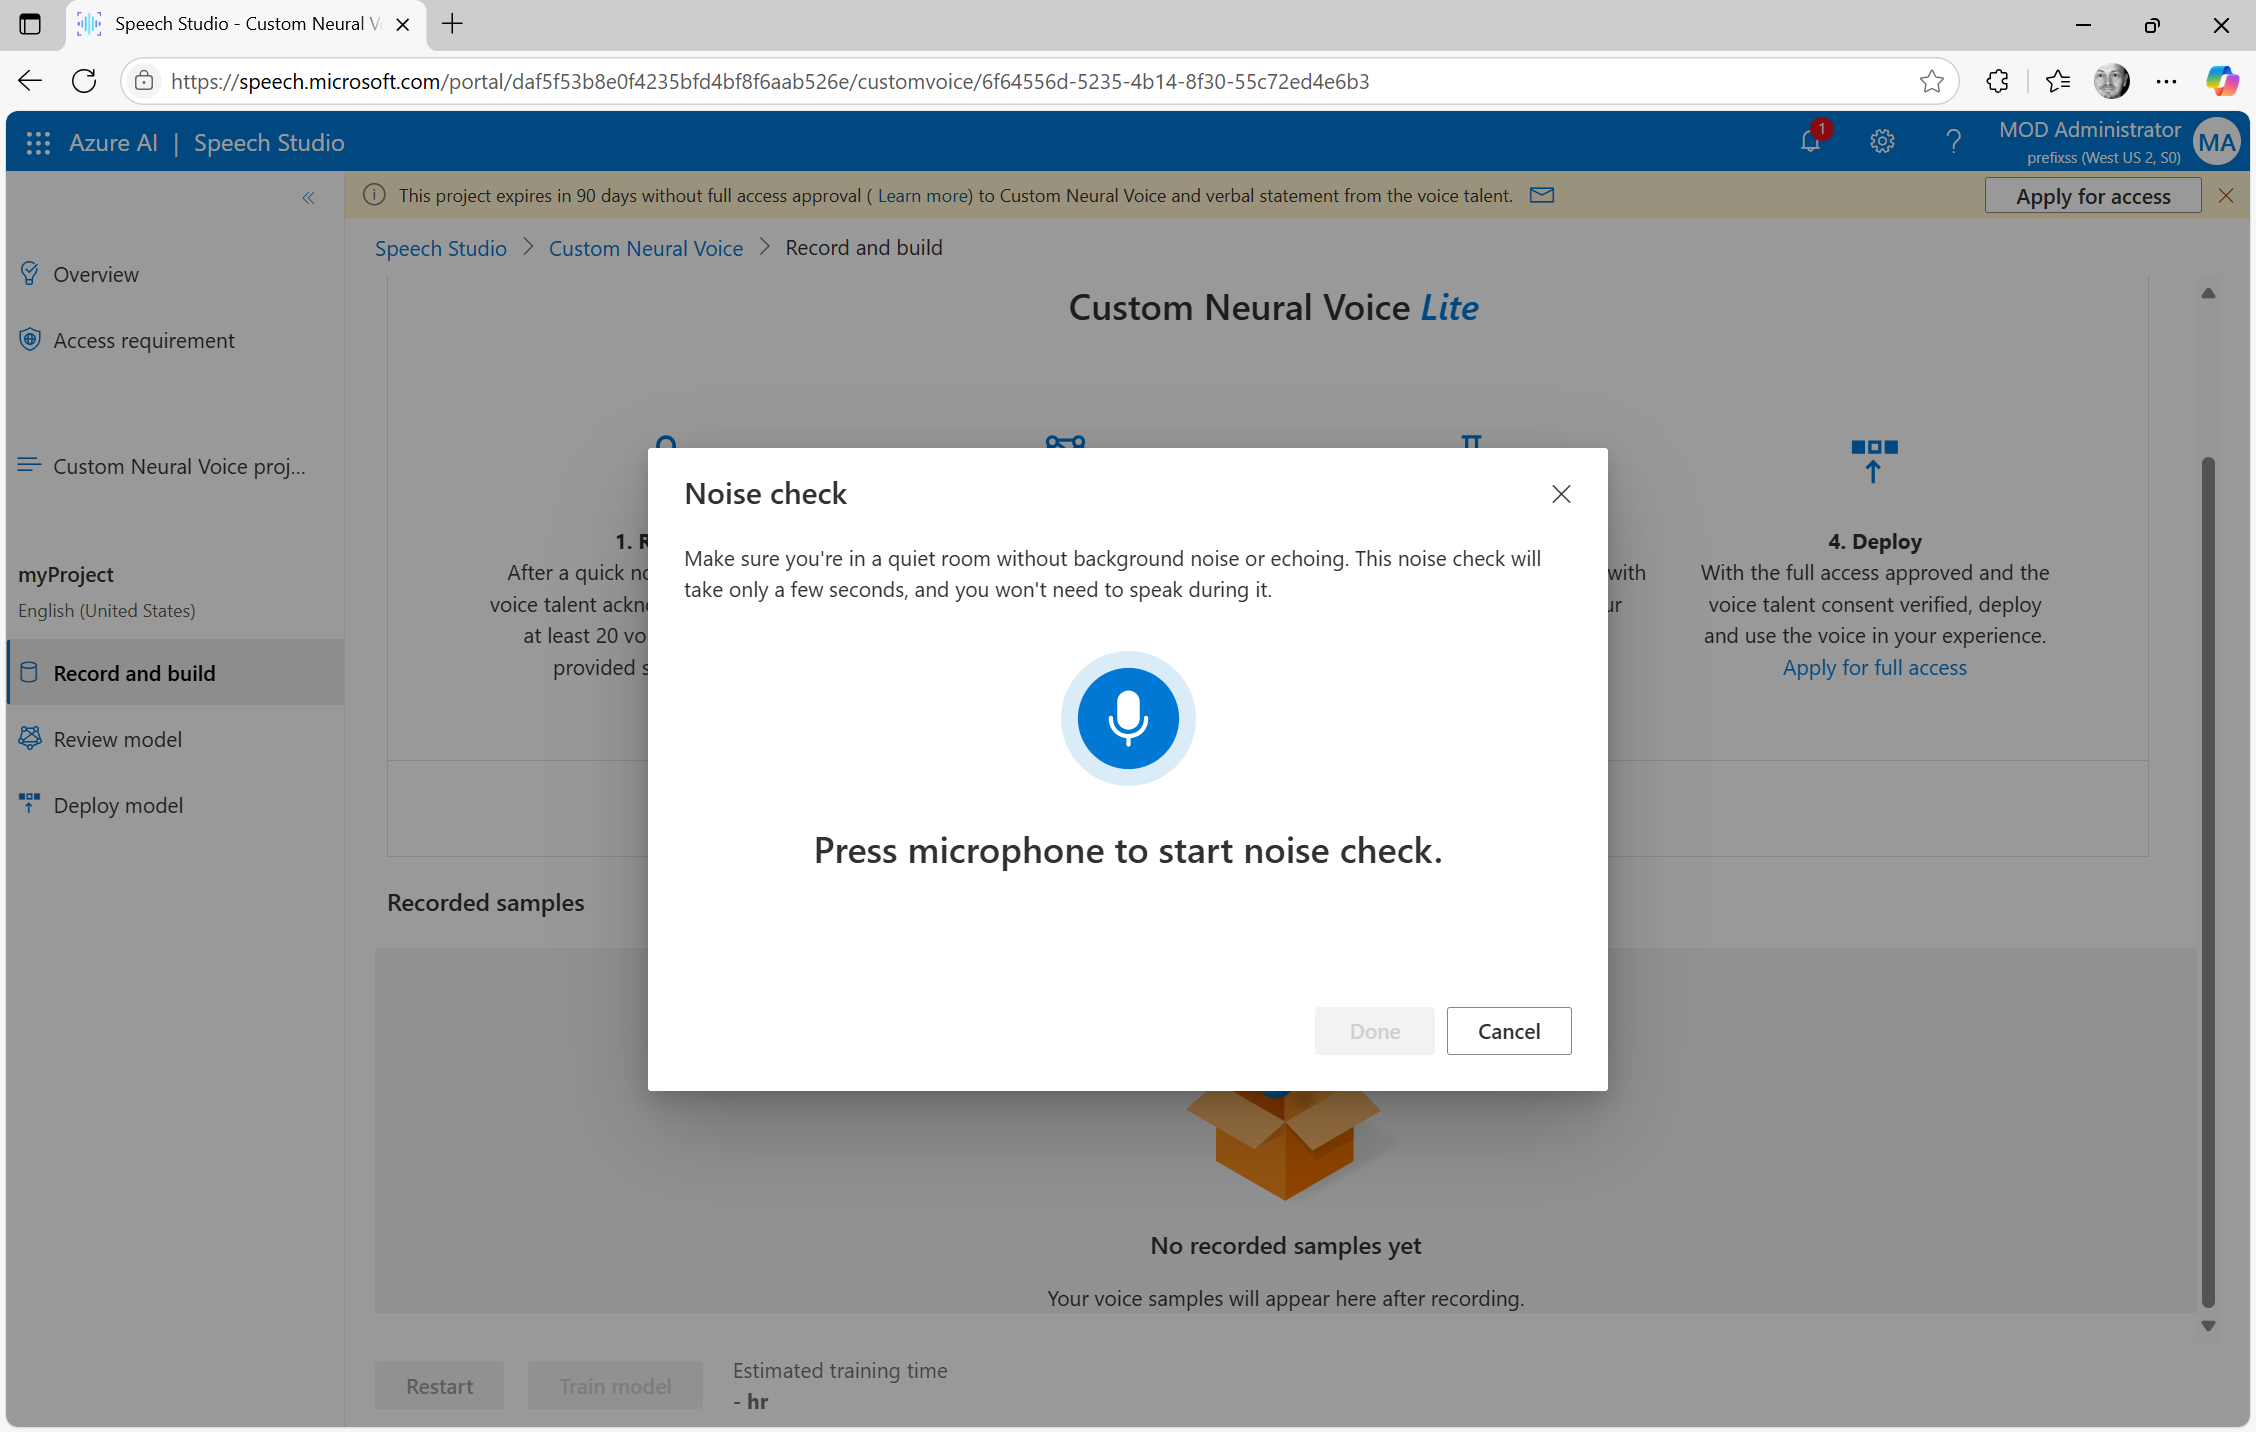 Speech Studio - Custom Neural V
https://speech.microsoft.com/portal/daf5f53b8e0f4235bfd4bf8f6aab526e/customvoice/6f64556d-5235-4b14-8f30-55c72ed4e6b3
Azure AI | Speech Studio
1
MOD Administrator
prefixss (West US 2, S0)
MA
This project expires in 90 days without full access approval ( Learn more) to Custom Neural Voice and verbal statement from the voice talent.
Apply for access
Speech Studio > Custom Neural Voice > Record and build
Overview
Access requirement
Custom Neural Voice proj...
myProject
English (United States)
Record and build
Review model
Deploy model
Custom Neural Voice Lite
1. R
After a quick no
voice talent ackno
at least 20 vo
provided s
with
ur
4. Deploy
With the full access approved and the
voice talent consent verified, deploy
and use the voice in your experience.
Apply for full access
Noise check
Make sure you're in a quiet room without background noise or echoing. This noise check will
take only a few seconds, and you won't need to speak during it.
Press microphone to start noise check.
Done
Cancel
Recorded samples
No recorded samples yet
Your voice samples will appear here after recording.
Restart
Train model
Estimated training time
- hr